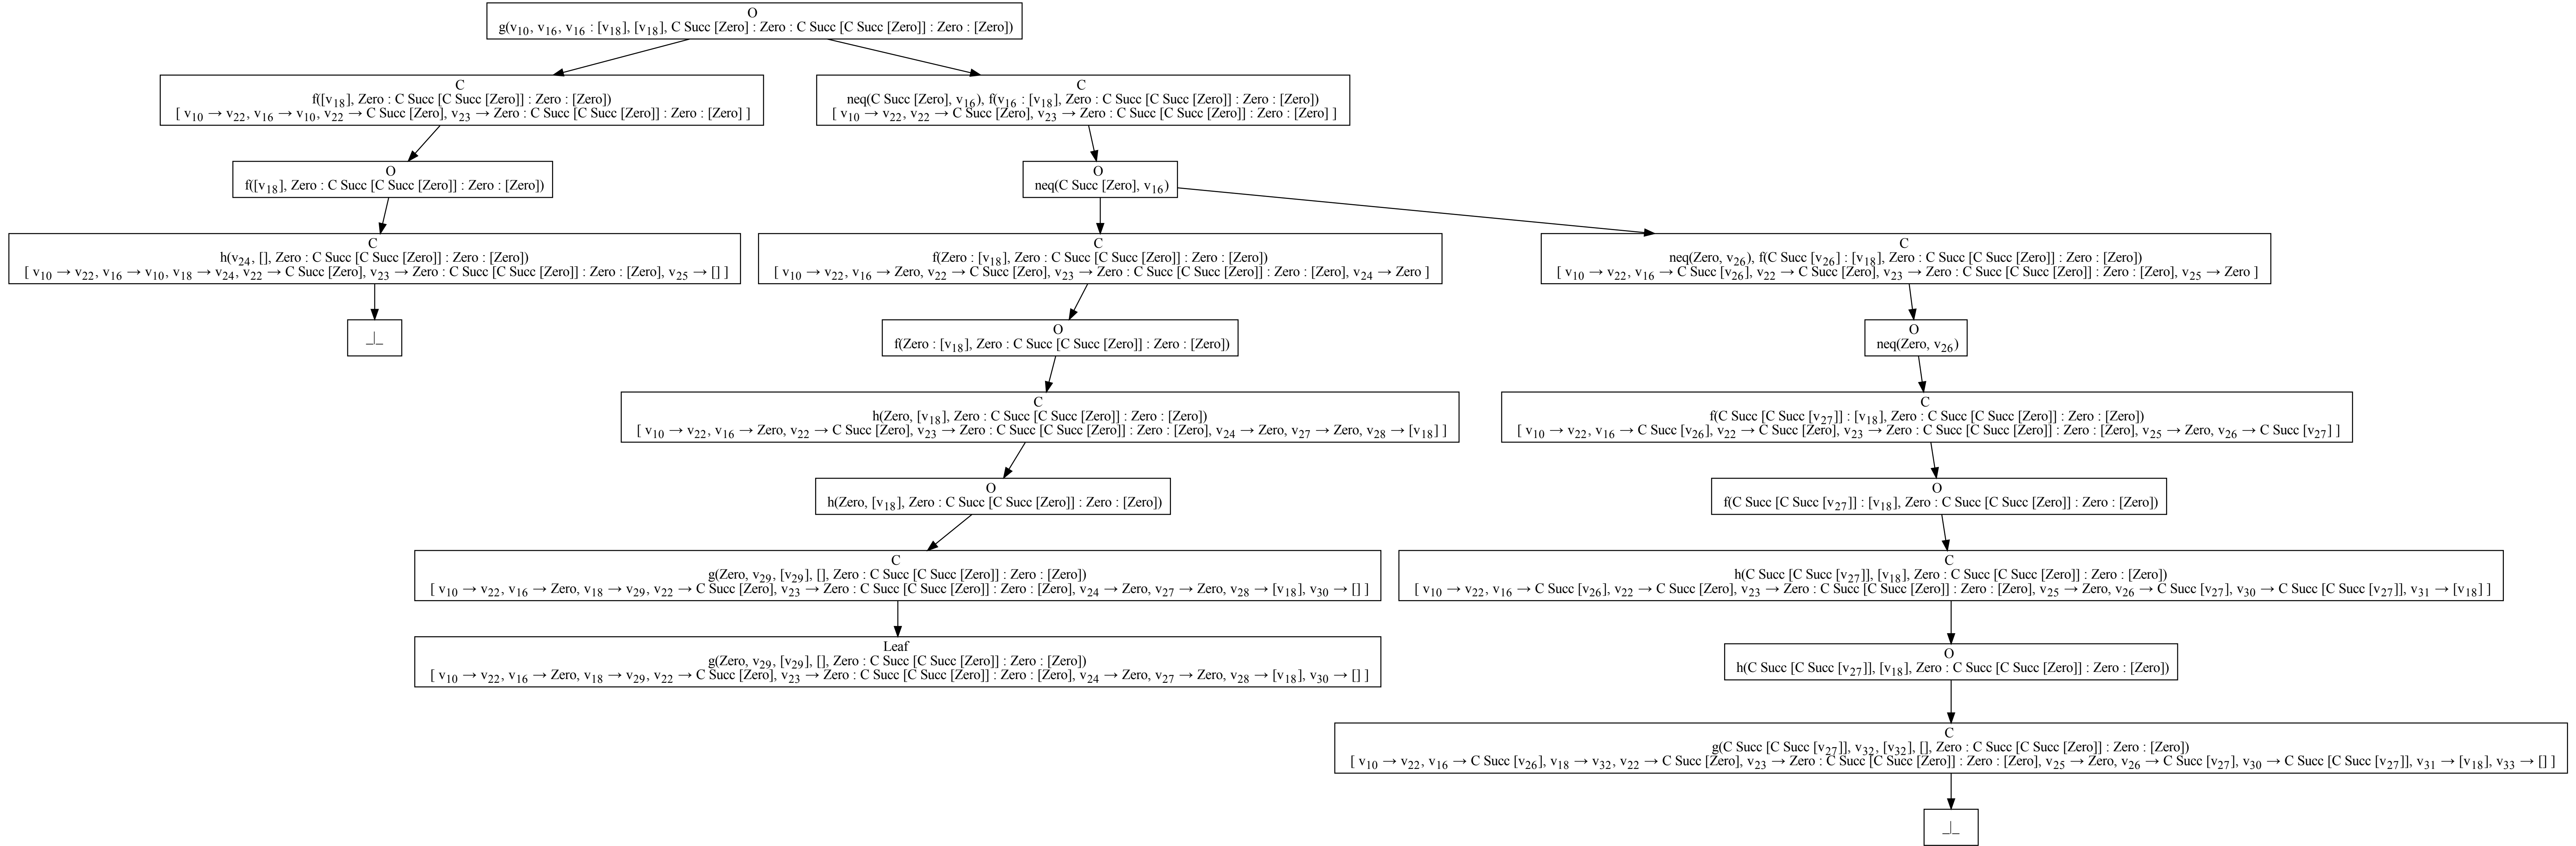 O
g(v10, v16, v16 : [v18], [v18], C Succ [Zero] : Zero : C Succ [C Succ [Zero]] : Zero : [Zero])
C
f([v18], Zero : C Succ [C Succ [Zero]] : Zero : [Zero])
[ v10 → v22, v16 → v10, v22 → C Succ [Zero], v23 → Zero : C Succ [C Succ [Zero]] : Zero : [Zero] ]
C
neq(C Succ [Zero], v16), f(v16 : [v18], Zero : C Succ [C Succ [Zero]] : Zero : [Zero])
[ v10 → v22, v22 → C Succ [Zero], v23 → Zero : C Succ [C Succ [Zero]] : Zero : [Zero] ]
O
f([v18], Zero : C Succ [C Succ [Zero]] : Zero : [Zero])
O
neq(C Succ [Zero], v16)
C
h(v24, [], Zero : C Succ [C Succ [Zero]] : Zero : [Zero])
[ v10 → v22, v16 → v10, v18 → v24, v22 → C Succ [Zero], v23 → Zero : C Succ [C Succ [Zero]] : Zero : [Zero], v25 → [] ]
C
f(Zero : [v18], Zero : C Succ [C Succ [Zero]] : Zero : [Zero])
[ v10 → v22, v16 → Zero, v22 → C Succ [Zero], v23 → Zero : C Succ [C Succ [Zero]] : Zero : [Zero], v24 → Zero ]
C
neq(Zero, v26), f(C Succ [v26] : [v18], Zero : C Succ [C Succ [Zero]] : Zero : [Zero])
[ v10 → v22, v16 → C Succ [v26], v22 → C Succ [Zero], v23 → Zero : C Succ [C Succ [Zero]] : Zero : [Zero], v25 → Zero ]
_|_
O
f(Zero : [v18], Zero : C Succ [C Succ [Zero]] : Zero : [Zero])
O
neq(Zero, v26)
C
h(Zero, [v18], Zero : C Succ [C Succ [Zero]] : Zero : [Zero])
[ v10 → v22, v16 → Zero, v22 → C Succ [Zero], v23 → Zero : C Succ [C Succ [Zero]] : Zero : [Zero], v24 → Zero, v27 → Zero, v28 → [v18] ]
C
f(C Succ [C Succ [v27]] : [v18], Zero : C Succ [C Succ [Zero]] : Zero : [Zero])
[ v10 → v22, v16 → C Succ [v26], v22 → C Succ [Zero], v23 → Zero : C Succ [C Succ [Zero]] : Zero : [Zero], v25 → Zero, v26 → C Succ [v27] ]
O
h(Zero, [v18], Zero : C Succ [C Succ [Zero]] : Zero : [Zero])
O
f(C Succ [C Succ [v27]] : [v18], Zero : C Succ [C Succ [Zero]] : Zero : [Zero])
C
g(Zero, v29, [v29], [], Zero : C Succ [C Succ [Zero]] : Zero : [Zero])
[ v10 → v22, v16 → Zero, v18 → v29, v22 → C Succ [Zero], v23 → Zero : C Succ [C Succ [Zero]] : Zero : [Zero], v24 → Zero, v27 → Zero, v28 → [v18], v30 → [] ]
C
h(C Succ [C Succ [v27]], [v18], Zero : C Succ [C Succ [Zero]] : Zero : [Zero])
[ v10 → v22, v16 → C Succ [v26], v22 → C Succ [Zero], v23 → Zero : C Succ [C Succ [Zero]] : Zero : [Zero], v25 → Zero, v26 → C Succ [v27], v30 → C Succ [C Succ [v27]], v31 → [v18] ]
Leaf
g(Zero, v29, [v29], [], Zero : C Succ [C Succ [Zero]] : Zero : [Zero])
[ v10 → v22, v16 → Zero, v18 → v29, v22 → C Succ [Zero], v23 → Zero : C Succ [C Succ [Zero]] : Zero : [Zero], v24 → Zero, v27 → Zero, v28 → [v18], v30 → [] ]
O
h(C Succ [C Succ [v27]], [v18], Zero : C Succ [C Succ [Zero]] : Zero : [Zero])
C
g(C Succ [C Succ [v27]], v32, [v32], [], Zero : C Succ [C Succ [Zero]] : Zero : [Zero])
[ v10 → v22, v16 → C Succ [v26], v18 → v32, v22 → C Succ [Zero], v23 → Zero : C Succ [C Succ [Zero]] : Zero : [Zero], v25 → Zero, v26 → C Succ [v27], v30 → C Succ [C Succ [v27]], v31 → [v18], v33 → [] ]
_|_